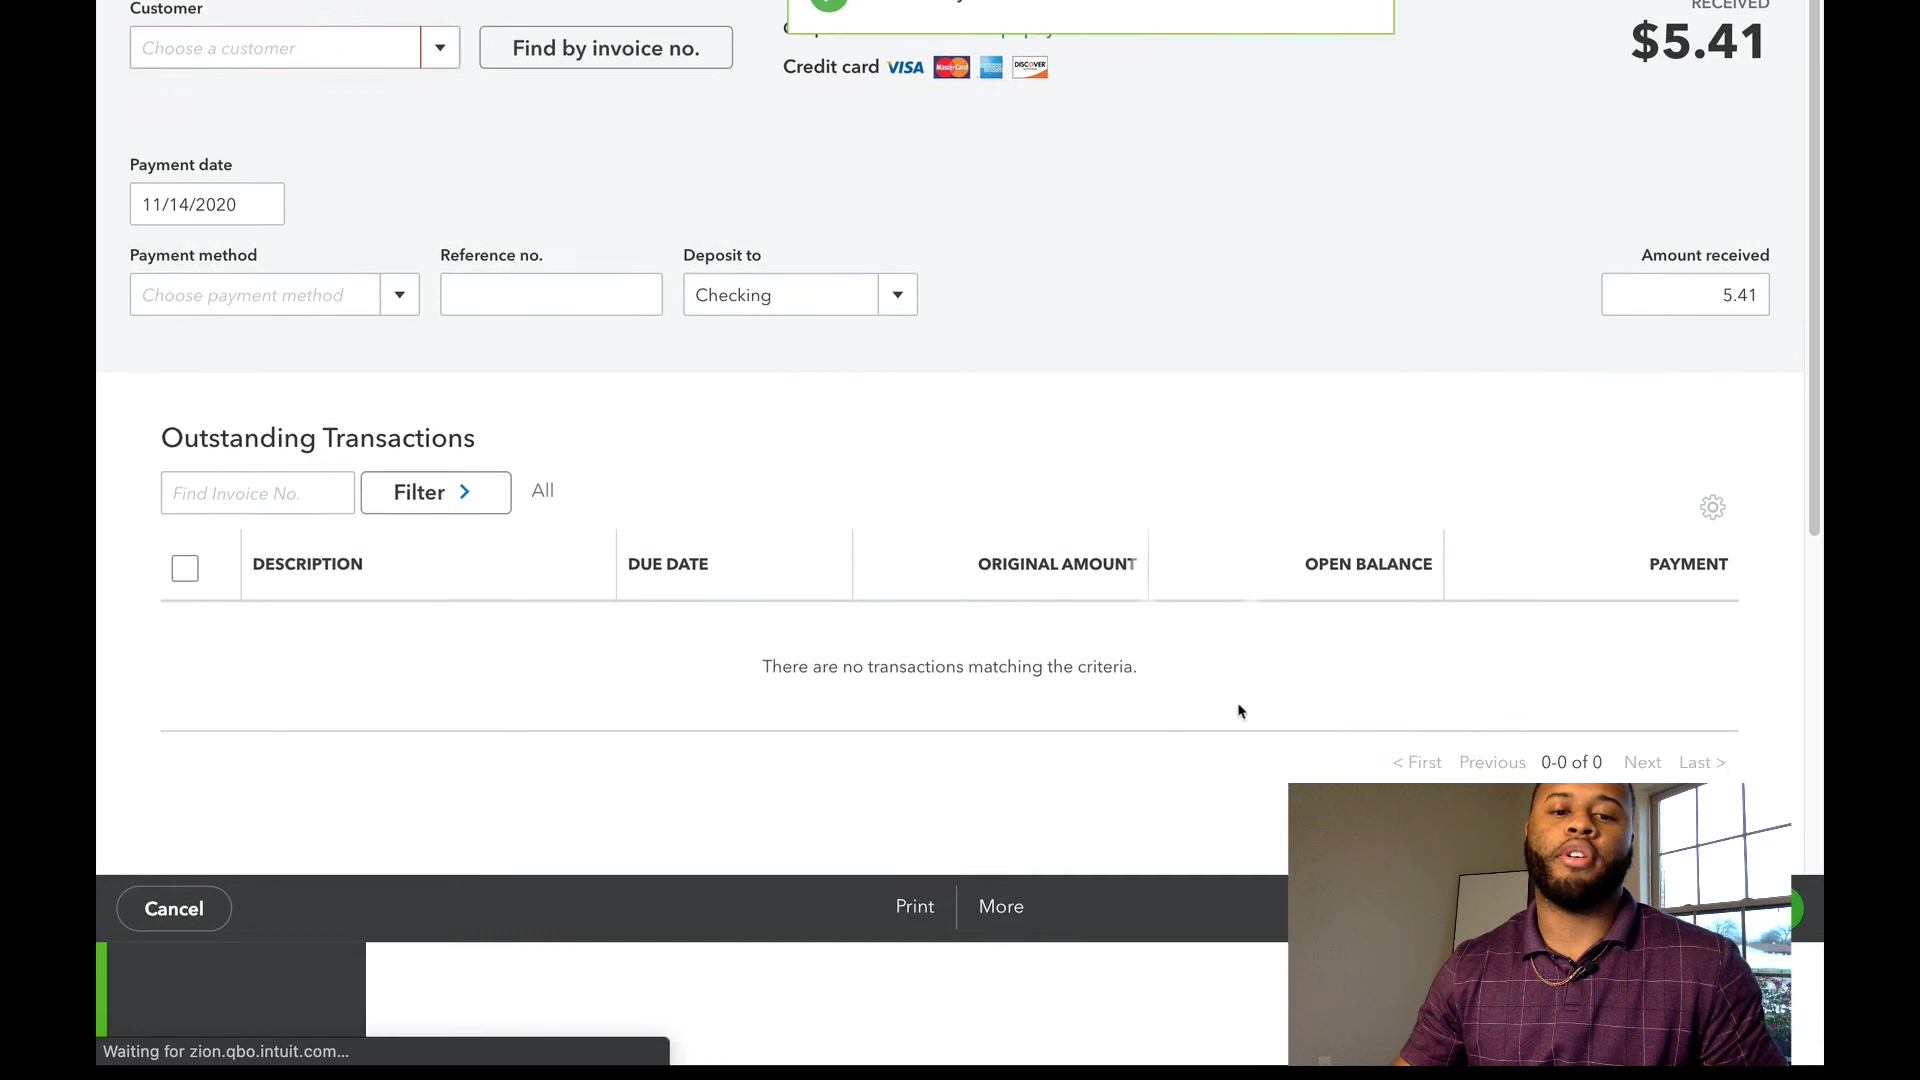 Customer
RECEIVED
Choose a customer
Find by invoice no.
$5.41
Credit card VISA MasterCard DISCOVER
Payment date
11/14/2020
Payment method
Reference no.
Deposit to
Amount received
Choose payment method
Checking
5.41
Outstanding Transactions
Find Invoice No.
Filter >
All
DESCRIPTION
DUE DATE
ORIGINAL AMOUNT
OPEN BALANCE
PAYMENT
There are no transactions matching the criteria.
< First Previous 0-0 of 0 Next Last >
Cancel
Print
More
Waiting for zion.qbo.intuit.com...